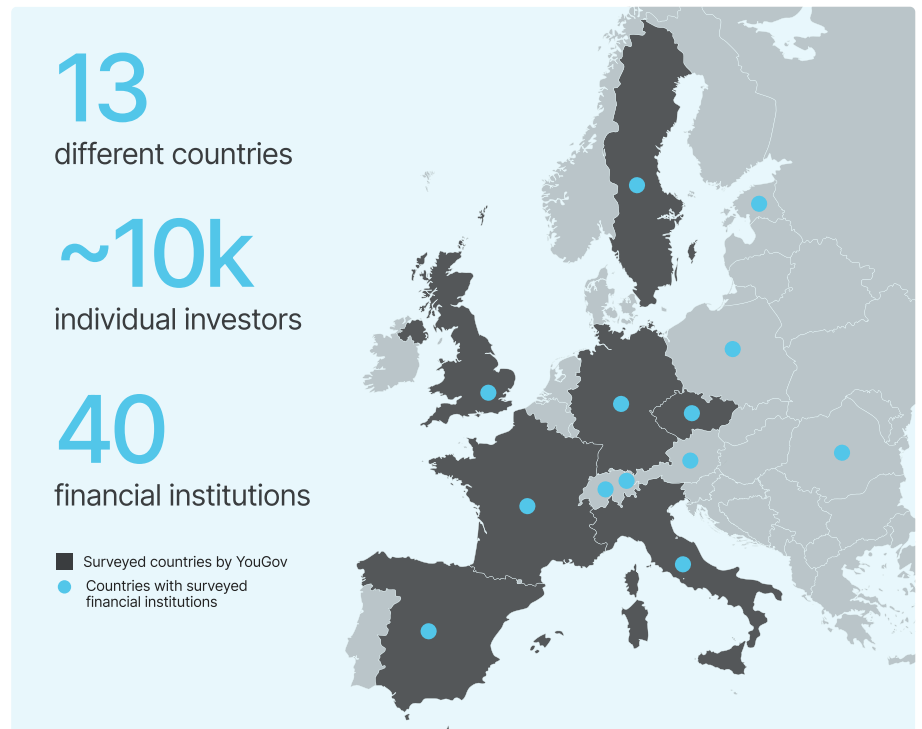 13
different countries
~10k
individual investors
40
financial institutions
Surveyed countries by YouGov
Countries with surveyed
financial institutions